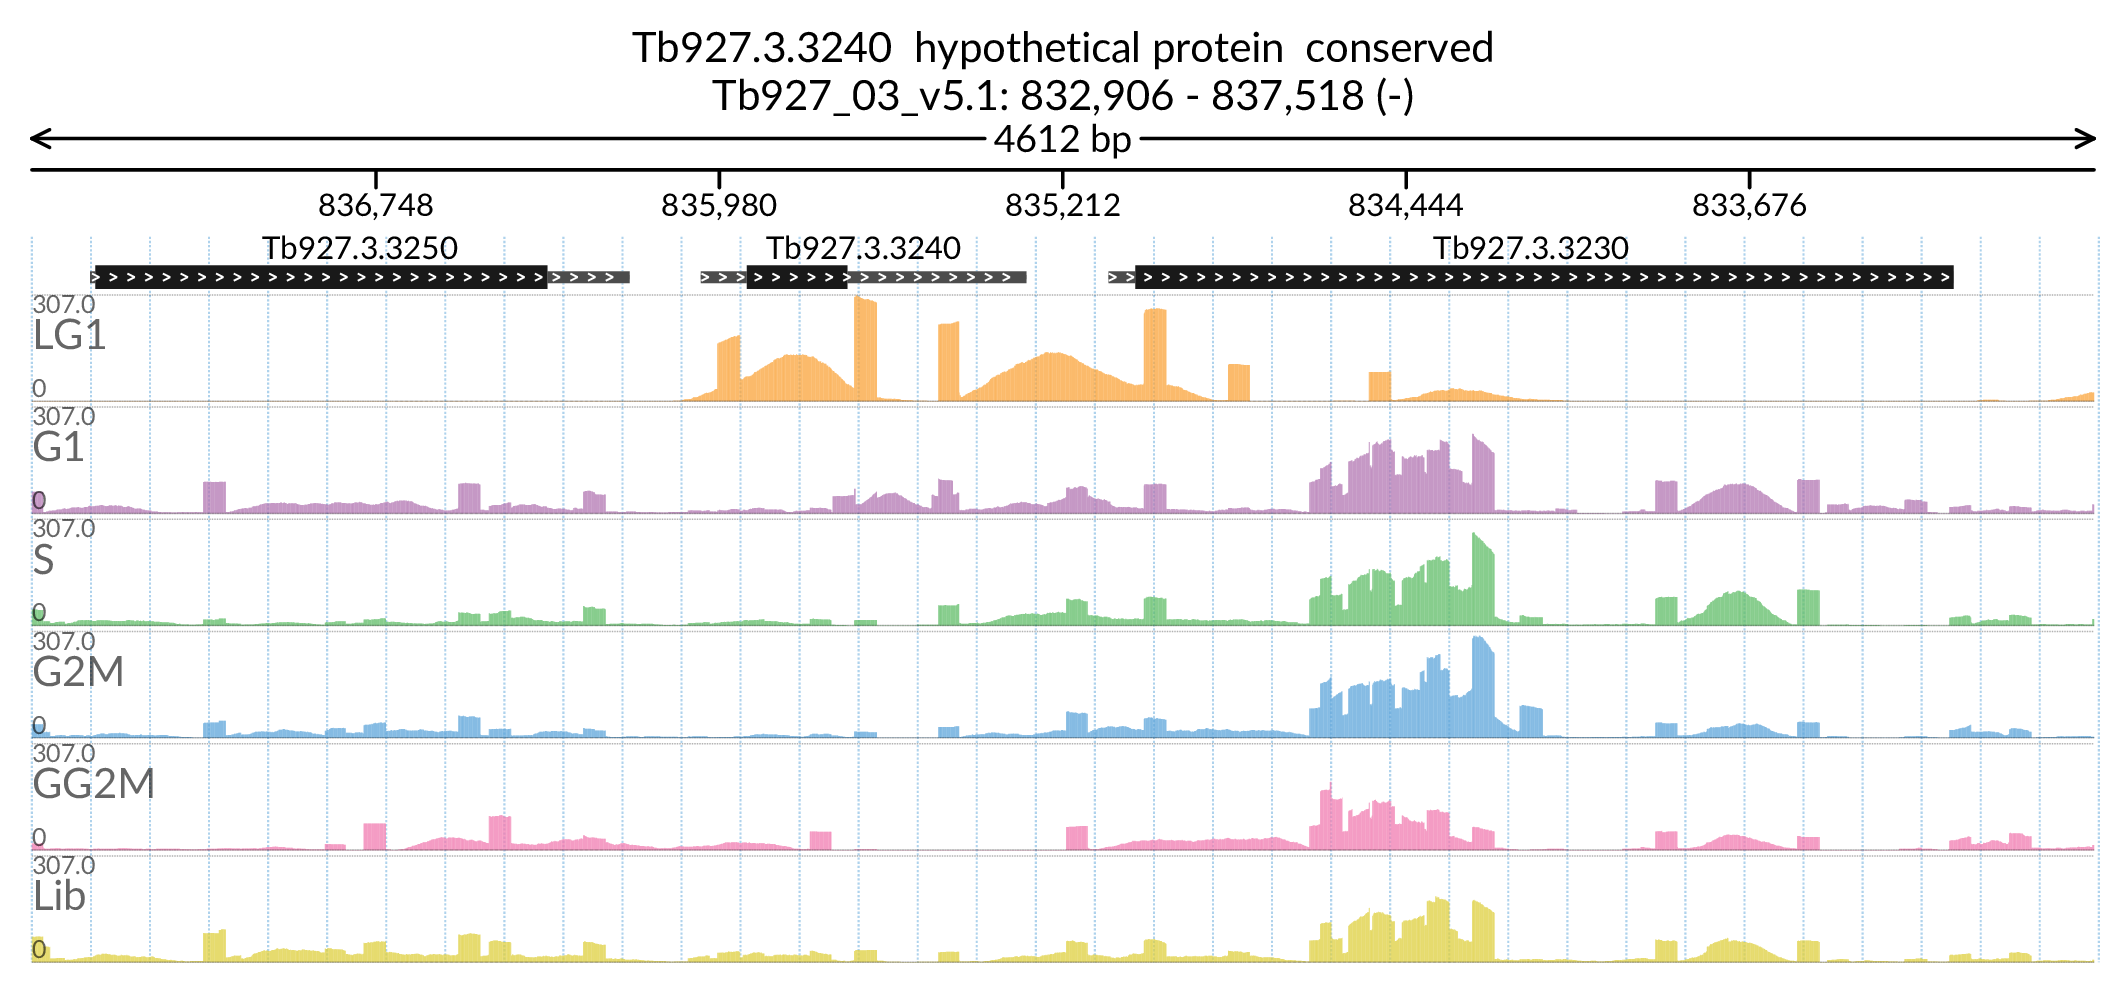 Tb927.3.3240 hypothetical protein conserved
Tb927_03_v5.1: 832,906 - 837,518 (-)
4612 bp
836,748 835,980 835,212 834,444 833,676
Tb927.3.3250 Tb927.3.3240 Tb927.3.3230
307.0
LG1
0
307.0
G1
0
307.0
S
0
307.0
G2M
0
307.0
GG2M
0
307.0
Lib
0